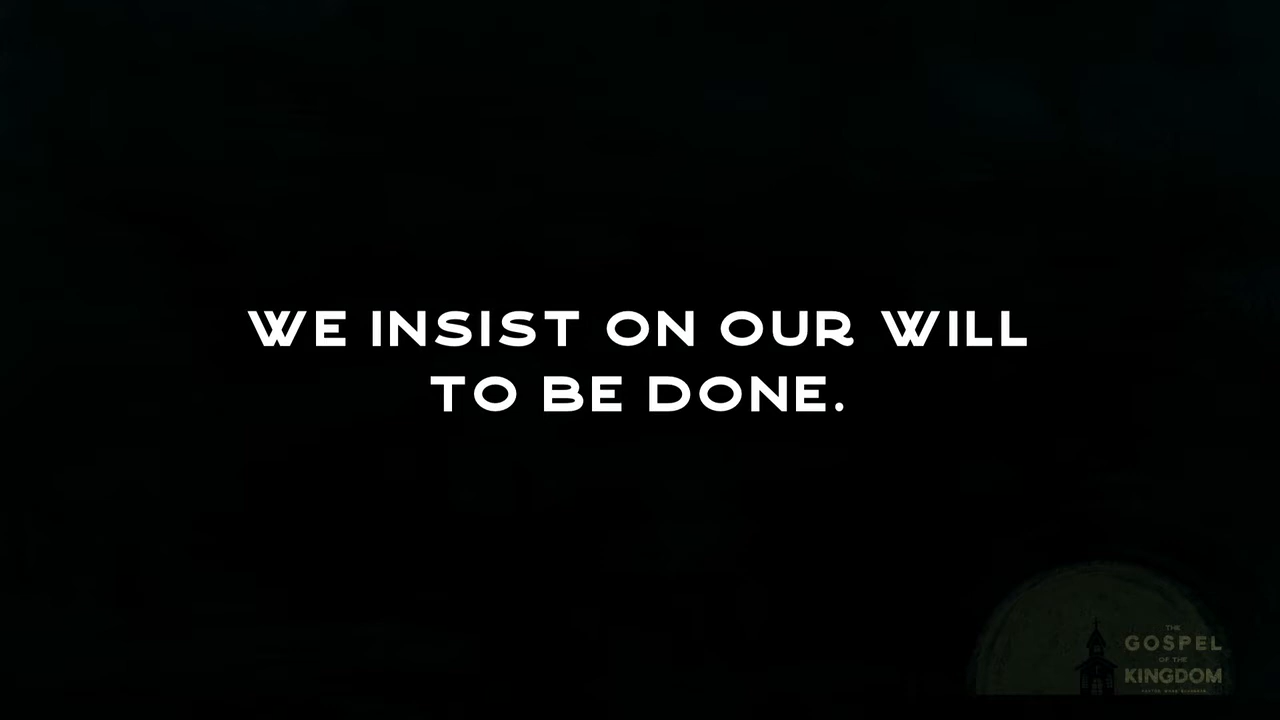 WE INSIST ON OUR WILL
TO BE DONE.
THE
GOSPEL
OF THE
KINGDOM